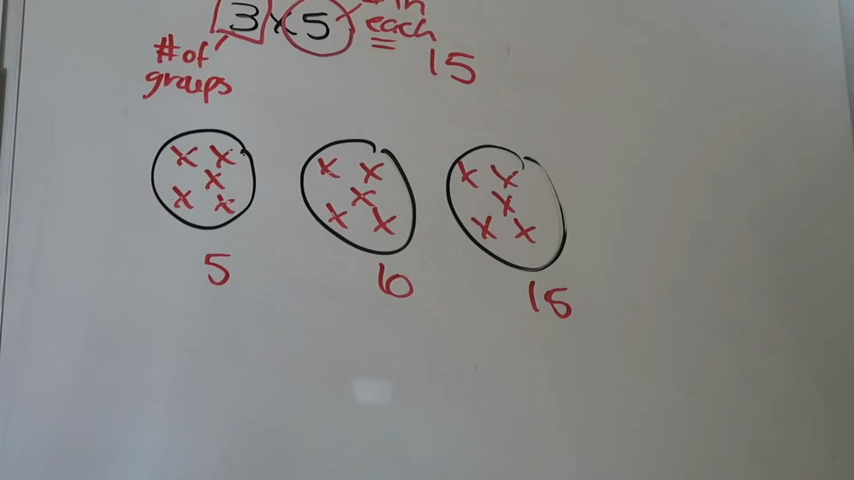 3 x 5 in each
# of groups
= 15
x x x x x
x x x x x
x x x x x
5 10 15